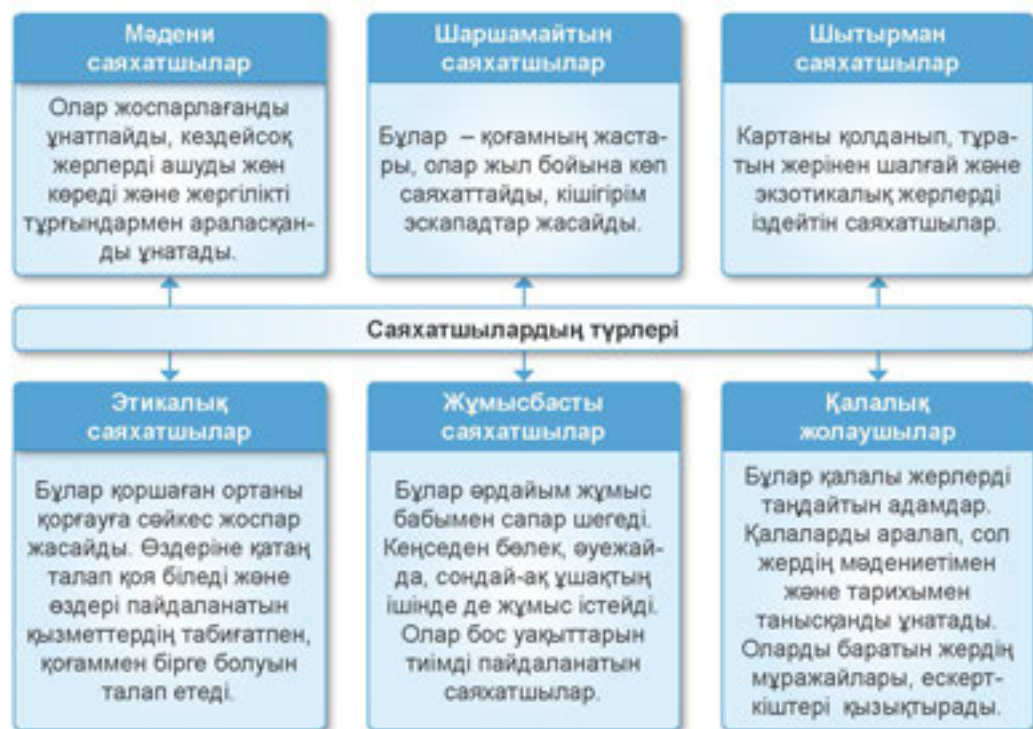 Мәдени
саяхатшылар
Олар жоспарлағанды
ұнатпайды, кездейсоқ
жерлерді ашуды жөн
көреді және жергілікті
тұрғындармен араласқан-
ды ұнатады.
Шаршамайтын
саяхатшылар
Бұлар – қоғамның жаста-
ры, олар жыл бойына көп
саяхаттайды, кішігірім
эскападтар жасайды.
Шытырман
саяхатшылар
Картаны қолданып, тұра-
тын жерінен шалғай және
экзотикалық жерлерді
іздейтін саяхатшылар.
Саяхатшылардың түрлері
Этикалық
саяхатшылар
Бұлар қоршаған ортаны
қорғауға сәйкес жоспар
жасайды. Өздеріне қатаң
талап қоя біледі және
өздері пайдаланатын
қызметтердің табиғатпен,
қоғаммен бірге болуын
талап етеді.
Жұмысбасты
саяхатшылар
Бұлар әрдайым жұмыс
бабымен сапар шегеді.
Кеңседен бөлек, әуежай-
да, сондай-ақ ұшақтың
ішінде де жұмыс істейді.
Олар бос уақыттарын
тиімді пайдаланатын
саяхатшылар.
Қалалық
жолаушылар
Бұлар қалалы жерлерді
таңдайтын адамдар.
Қалаларды аралап, сол
жердің мәдениетімен
және тарихымен
танысқанды ұнатады.
Оларды баратын жердің
мұражайлары, ескерт-
кіштері қызықтырады.